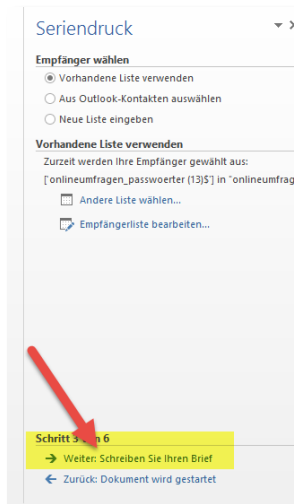 Seriendruck
Empfänger wählen
Vorhandene Liste verwenden
Aus Outlook-Kontakten auswählen
Neue Liste eingeben
Vorhandene Liste verwenden
Zurzeit werden Ihre Empfänger gewählt aus:
['onlineumfragen_passwoerter (13)$'] in "onlineumfrag
Andere Liste wählen...
Empfängerliste bearbeiten...
Schritt 3 von 6
Weiter: Schreiben Sie Ihren Brief
Zurück: Dokument wird gestartet